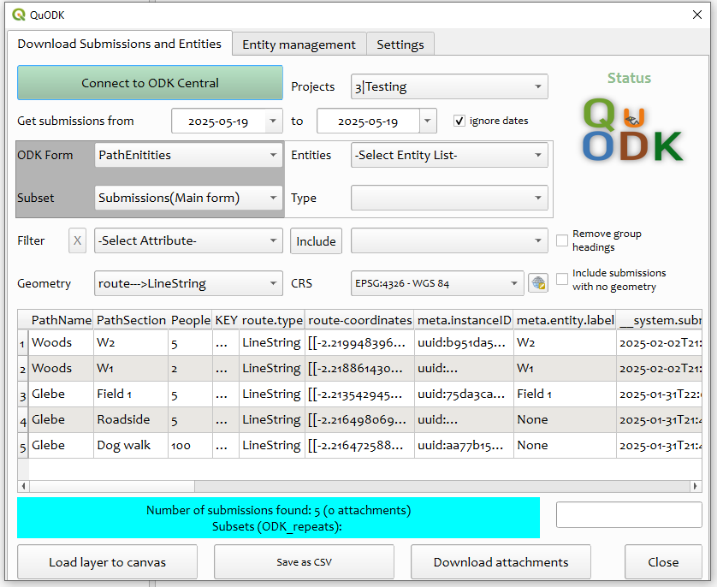 QuODK
Download Submissions and Entities
Entity management
Settings
Connect to ODK Central
Projects
3|Testing
Status
Get submissions from
2025-05-19
to
2025-05-19
ignore dates
QU
ODK
ODK Form
PathEnitities
Entities
-Select Entity List-
Subset
Submissions(Main form)
Type
Filter
X
-Select Attribute-
Include
Remove group
headings
Geometry
route--->LineString
CRS
EPSG:4326 - WGS 84
Include submissions
with no geometry
PathName PathSection People KEY route.type route-coordinates meta.instanceID meta.entity.label __system.subm
1 Woods W2 5 ... LineString [[-2.219948396... uuid:b951da5... W2 2025-02-02T21:
2 Woods W1 2 ... LineString [[-2.218861430... uuid:... W1 2025-02-02T21:
3 Glebe Field 1 5 ... LineString [[-2.213542945... uuid:75da3ca... Field 1 2025-01-31T22:
4 Glebe Roadside 5 ... LineString [[-2.216498069... uuid:... None 2025-01-31T21:4
5 Glebe Dog walk 100 ... LineString [[-2.216472588... uuid:aa77b15... None 2025-01-31T21:4
Number of submissions found: 5 (0 attachments)
Subsets (ODK_repeats):
Load layer to canvas
Save as CSV
Download attachments
Close